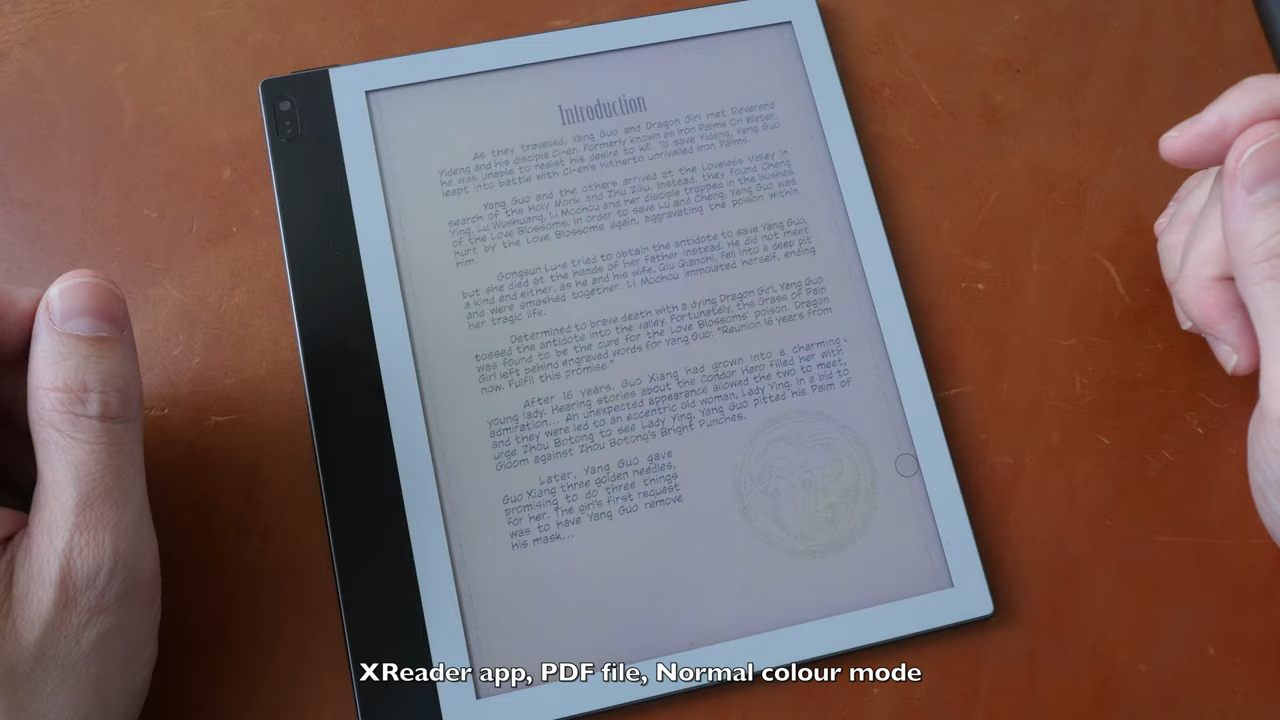 Introduction
As they travelled, Yang Guo and Dragon Girl met Reverend
Yideng and his disciple Ci-en. Formerly known as Iron Palms On Water,
he was unable to resist his desire to kill. To save Yideng, Yang Guo
leapt into battle with Ci-en's hitherto unrivalled Iron Palms.
Yang Guo and the others arrived at the Loveless Valley in
search of the Holy Monk and Zhu Ziliu. Instead, they found Cheng
Ying, Lu Wushuang, Li Mochou and her disciple trapped in the bushes
of the Love Blossoms. In order to save Lu and Cheng, Yang Guo was
hurt by the Love Blossoms again, aggravating the poison within
him.
Gongsun Lu-e tried to obtain the antidote to save Yang Guo,
but she died at the hands of her father instead. He did not meet
a kind end either, as he and his wife, Qiu Qianchi, fell into a deep pit
and were smashed together. Li Mochou immolated herself, ending
her tragic life.
Determined to brave death with a dying Dragon Girl, Yang Guo
tossed the antidote into the valley. Fortunately, the Grass of Pain
was found to be the cure for the Love Blossoms' poison. Dragon
Girl left behind engraved words for Yang Guo: "Reunion 16 years from
now. Fulfil this promise."
After 16 years, Guo Xiang had grown into a charming
young lady. Hearing stories about the Condor Hero filled her with
admiration... An unexpected appearance allowed the two to meet,
and they were led to an eccentric old woman, Lady Ying. In a bid to
urge Zhou Botong to see Lady Ying, Yang Guo pitted his Palm of
Gloom against Zhou Botong's Bright Punches.
Later, Yang Guo gave
Guo Xiang three golden needles,
promising to do three things
for her. The girl's first request
was to have Yang Guo remove
his mask...
XReader app, PDF file, Normal colour mode